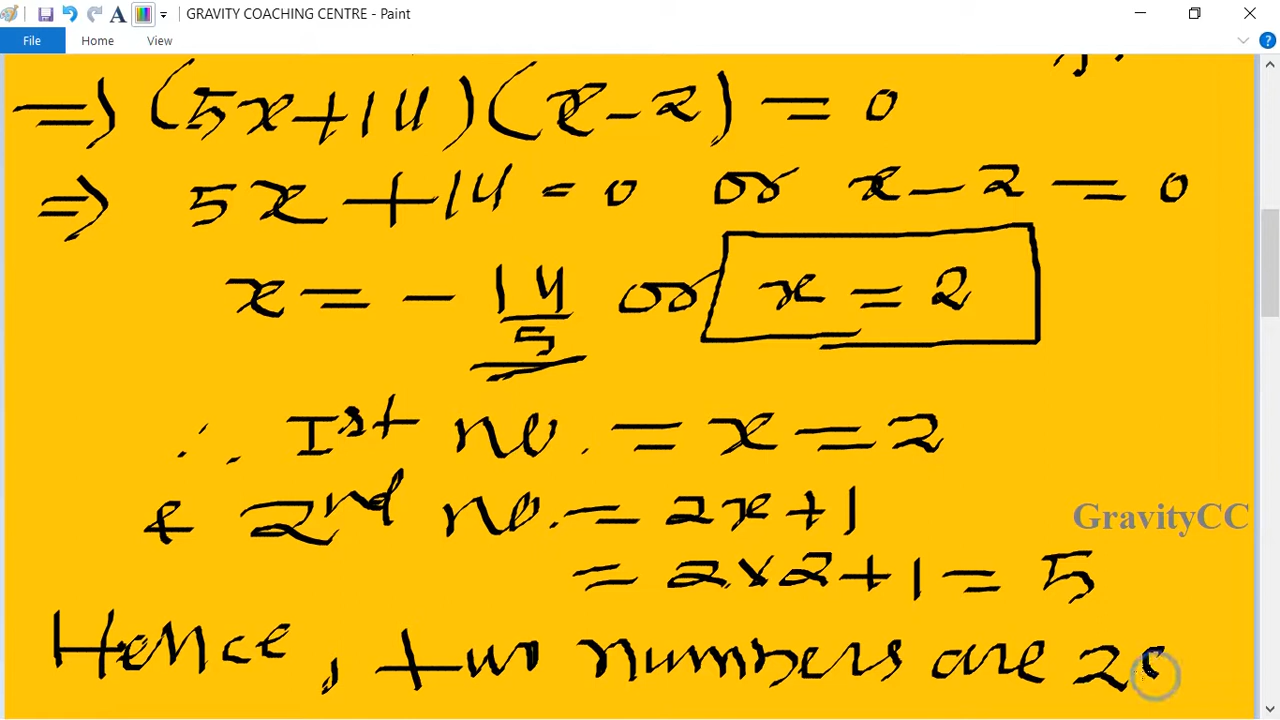 GRAVITY COACHING CENTRE - Paint
File Home View
=> (5x+14)(x-2) = 0
=> 5x+14=0 or x-2=0
x = -14/5 or x = 2
∴ Ist no. = x = 2
& 2nd no. = 2x+1
GravityCC
= 2×2+1 = 5
Hence, two numbers are 2